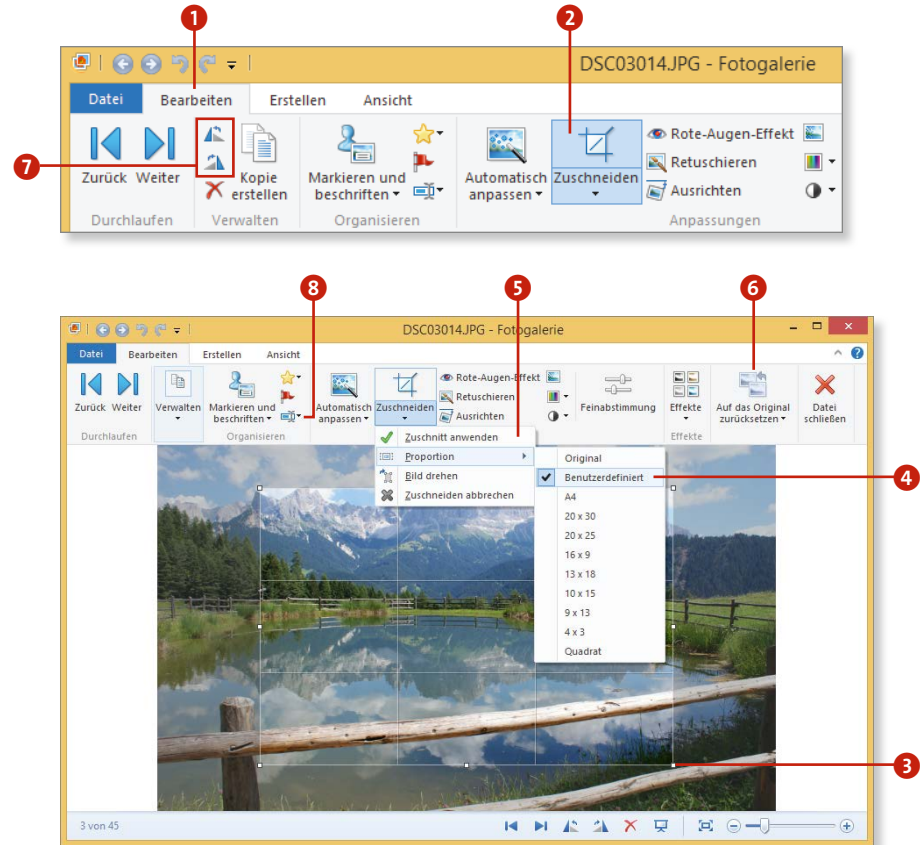 1
2
DSC03014.JPG - Fotogalerie
Datei Bearbeiten Erstellen Ansicht
7
Zurück Weiter
Kopie erstellen
Markieren und beschriften
Automatisch anpassen
Zuschneiden
Rote-Augen-Effekt
Retuschieren
Ausrichten
Durchlaufen Verwalten Organisieren Anpassungen
8
5
6
DSC03014.JPG - Fotogalerie
Datei Bearbeiten Erstellen Ansicht
Zurück Weiter
Verwalten
Markieren und beschriften
Automatisch anpassen
Zuschneiden
Rote-Augen-Effekt
Retuschieren
Ausrichten
Feinabstimmung
Effekte
Auf das Original zurücksetzen
Datei schließen
Durchlaufen Organisieren Effekte
Zuschnitt anwenden
Proportion
Bild drehen
Zuschneiden abbrechen
Original
Benutzerdefiniert
4
A4
20 x 30
20 x 25
16 x 9
13 x 18
10 x 15
9 x 13
4 x 3
Quadrat
3
3 von 45